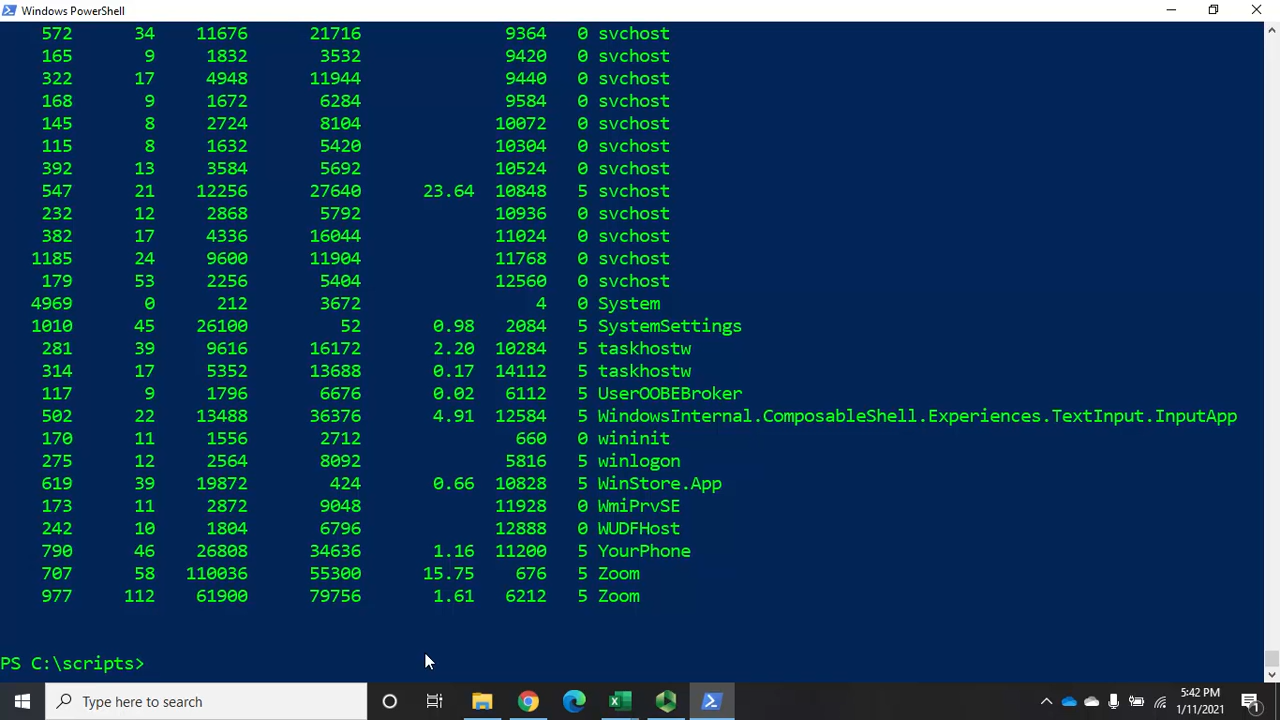 Windows PowerShell
572 34 11676 21716 9364 0 svchost
165 9 1832 3532 9420 0 svchost
322 17 4948 11944 9440 0 svchost
168 9 1672 6284 9584 0 svchost
145 8 2724 8104 10072 0 svchost
115 8 1632 5420 10304 0 svchost
392 13 3584 5692 10524 0 svchost
547 21 12256 27640 23.64 10848 5 svchost
232 12 2868 5792 10936 0 svchost
382 17 4336 16044 11024 0 svchost
1185 24 9600 11904 11768 0 svchost
179 53 2256 5404 12560 0 svchost
4969 0 212 3672 4 0 System
1010 45 26100 52 0.98 2084 5 SystemSettings
281 39 9616 16172 2.20 10284 5 taskhostw
314 17 5352 13688 0.17 14112 5 taskhostw
117 9 1796 6676 0.02 6112 5 UserOOBEBroker
502 22 13488 36376 4.91 12584 5 WindowsInternal.ComposableShell.Experiences.TextInput.InputApp
170 11 1556 2712 660 0 wininit
275 12 2564 8092 5816 5 winlogon
619 39 19872 424 0.66 10828 5 WinStore.App
173 11 2872 9048 11928 0 WmiPrvSE
242 10 1804 6796 12888 0 WUDFHost
790 46 26808 34636 1.16 11200 5 YourPhone
707 58 110036 55300 15.75 676 5 Zoom
977 112 61900 79756 1.61 6212 5 Zoom
PS C:\scripts>
Type here to search
5:42 PM
1/11/2021
1